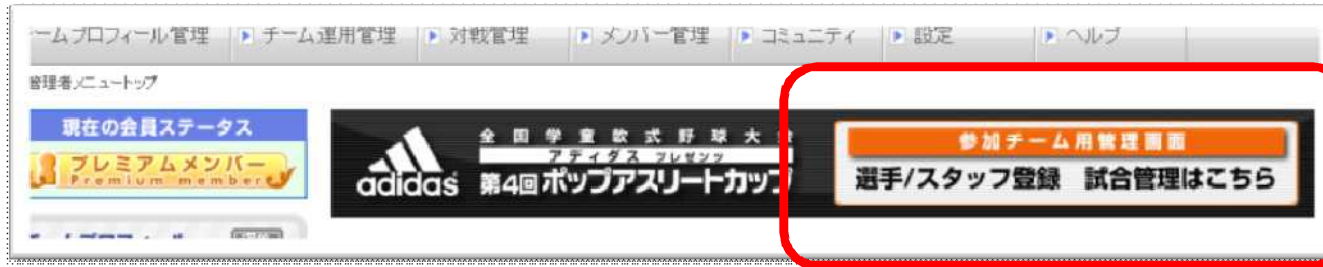 ームプロフィール管理 チーム運用管理 対戦管理 メンバー管理 コミュニティ 設定 ヘルプ
管理者メニュートップ
現在の会員ステータス
プレミアムメンバー
Premium member
adidas
全国学童軟式野球大会
アディダス プレゼンツ
第4回ポップアスリートカップ
参加チーム用管理画面
選手/スタッフ登録 試合管理はこちら